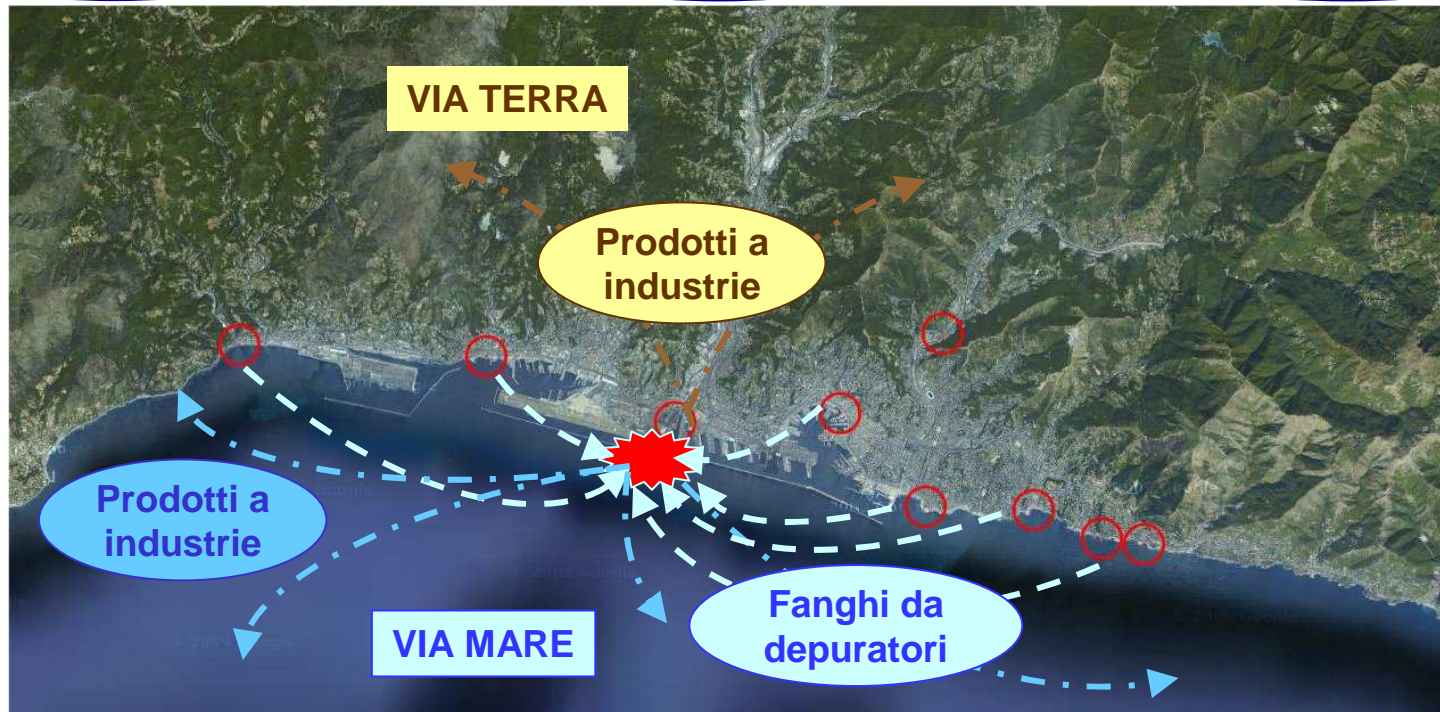 VIA TERRA
Prodotti a
industrie
Prodotti a
industrie
VIA MARE
Fanghi da
depuratori